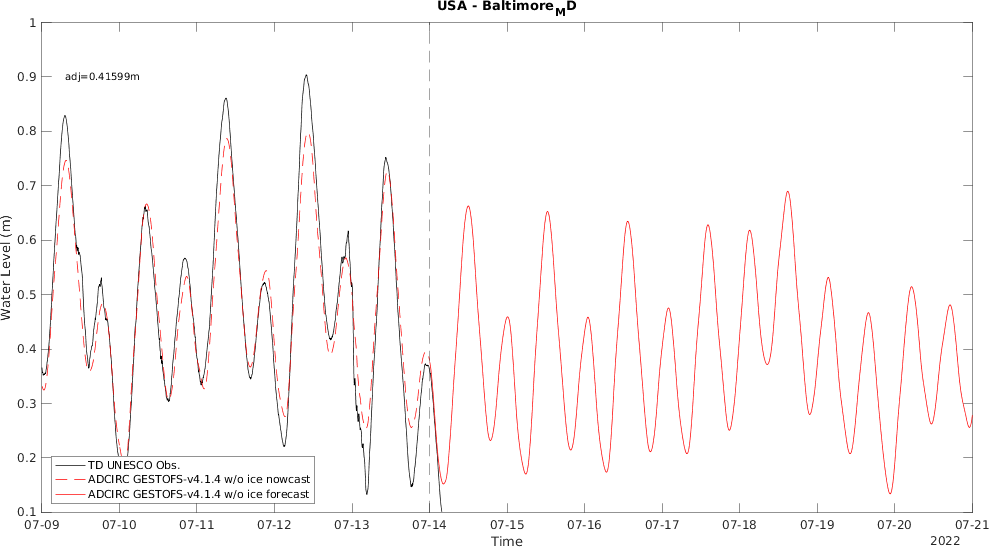 USA - Baltimore_MD
adj=0.41599m
Water Level (m)
1
0.9
0.8
0.7
0.6
0.5
0.4
0.3
0.2
0.1
TD UNESCO Obs.
ADCIRC GESTOFS-v4.1.4 w/o ice nowcast
ADCIRC GESTOFS-v4.1.4 w/o ice forecast
07-09 07-10 07-11 07-12 07-13 07-14 07-15 07-16 07-17 07-18 07-19 07-20 07-21
Time
2022